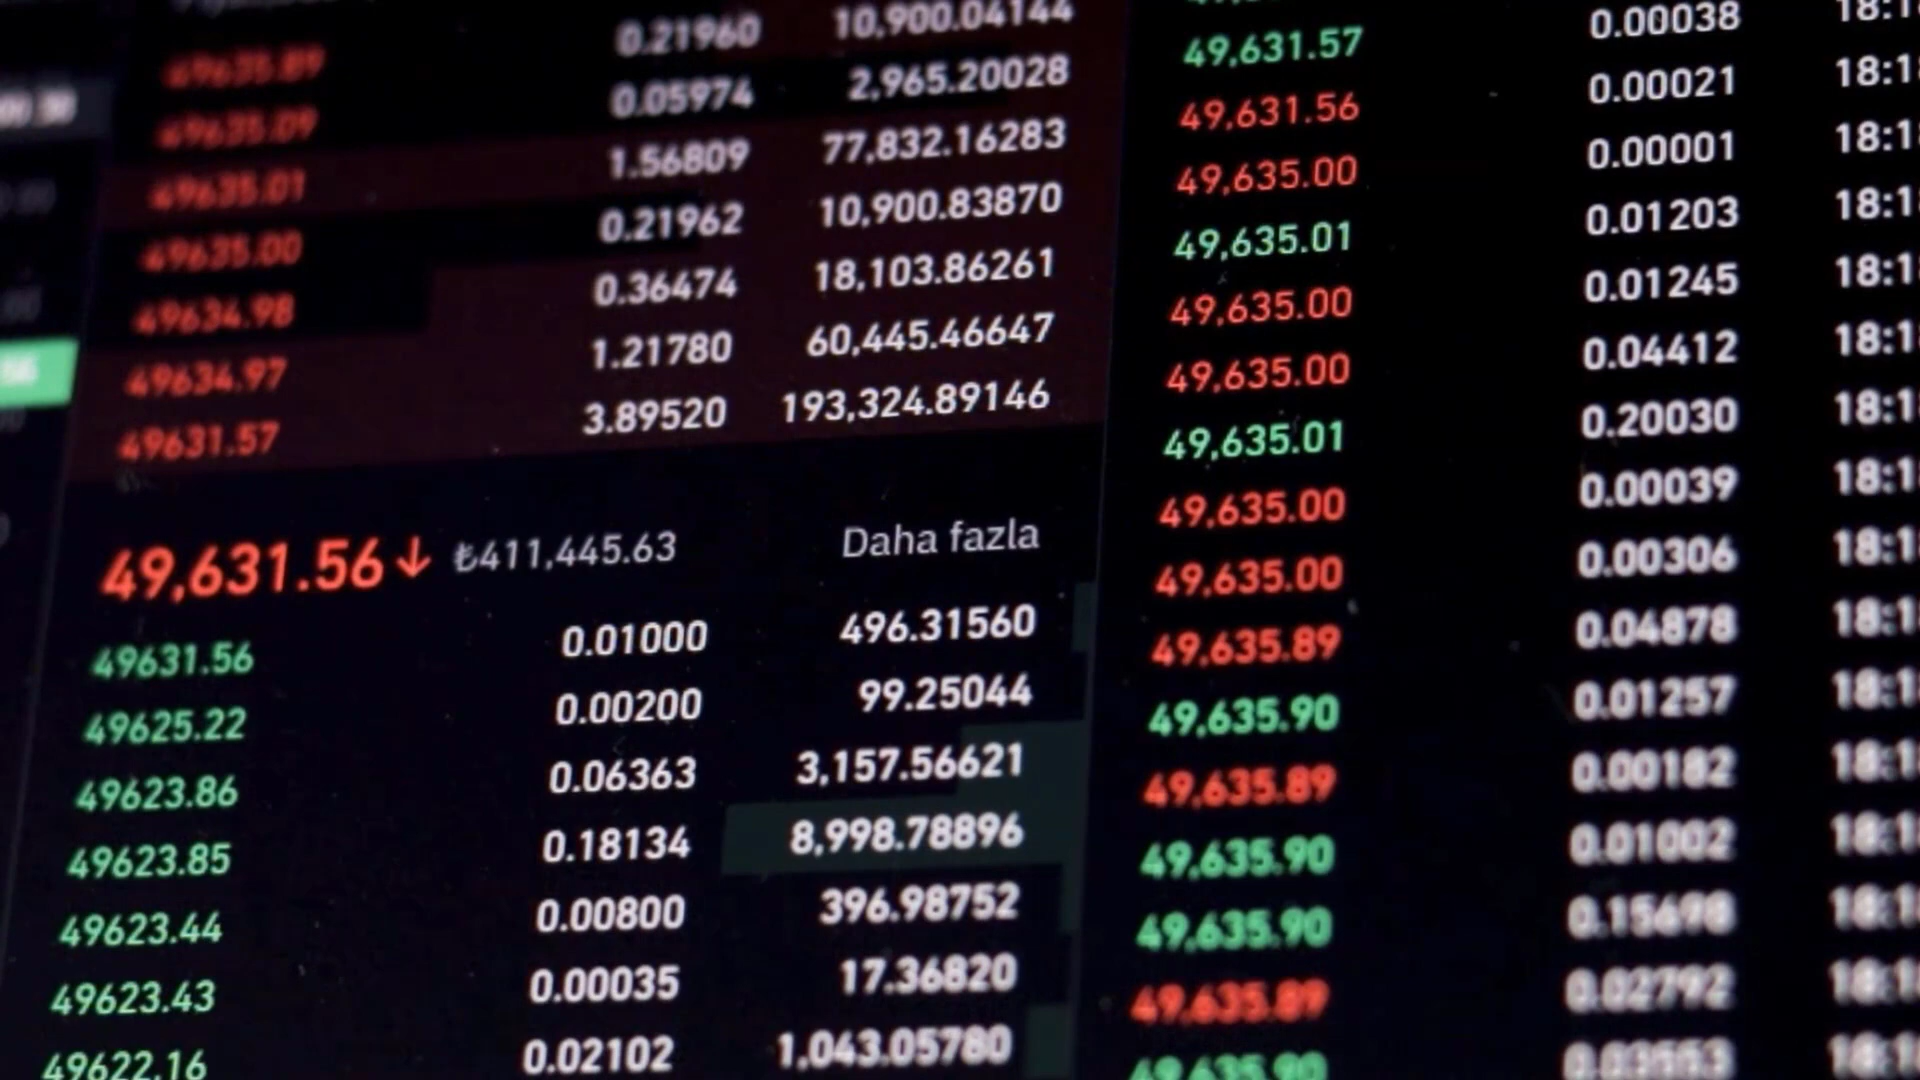 49635.89 0.21960 10,900.04144
49635.09 0.05974 2,965.20028
49635.01 1.56809 77,832.16283
49635.00 0.21962 10,900.83870
49634.98 0.36474 18,103.86261
49634.97 1.21780 60,445.46647
49631.57 3.89520 193,324.89146
49,631.56↓ ₺411,445.63 Daha fazla
49631.56 0.01000 496.31560
49625.22 0.00200 99.25044
49623.86 0.06363 3,157.56621
49623.85 0.18134 8,998.78896
49623.44 0.00800 396.98752
49623.43 0.00035 17.36820
49622.16 0.02102 1,043.05780
49,631.57 0.00038 18:1
49,631.56 0.00021 18:1
49,635.00 0.00001 18:1
49,635.01 0.01203 18:1
49,635.00 0.01245 18:1
49,635.00 0.04412 18:1
49,635.01 0.20030 18:1
49,635.00 0.00039 18:1
49,635.00 0.00306 18:1
49,635.89 0.04878 18:1
49,635.90 0.01257 18:1
49,635.89 0.00182 18:1
49,635.90 0.01002 18:1
49,635.90 0.15698 18:1
49,635.89 0.02792 18:1
49,635.90 0.03553 18:1